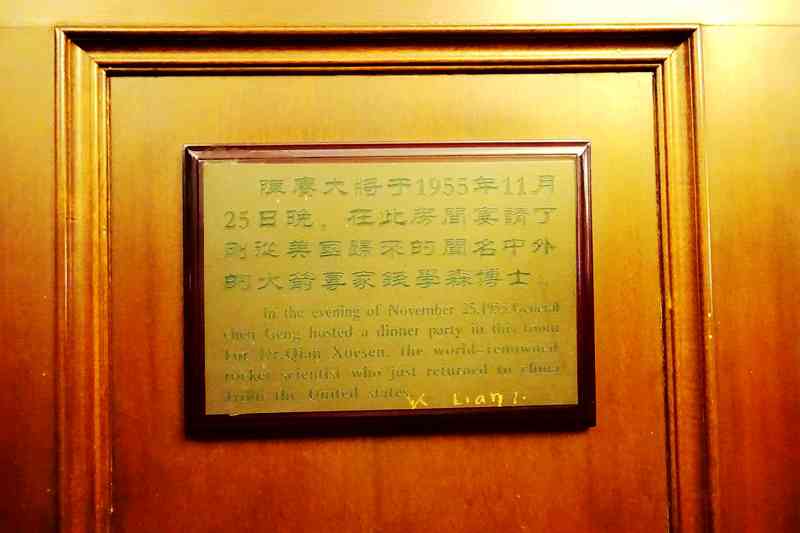 陳賡大將于1955年11月
25日晚，在此房間宴請了
剛從美國歸來的聞名中外
的火箭專家錢學森博士。
In the evening of November 25,1955,General
chen Geng hosted a dinner party in this room
For Dr.Qian Xuesen, the world-renowned
rocket scientist who just returned to china
From the United states.